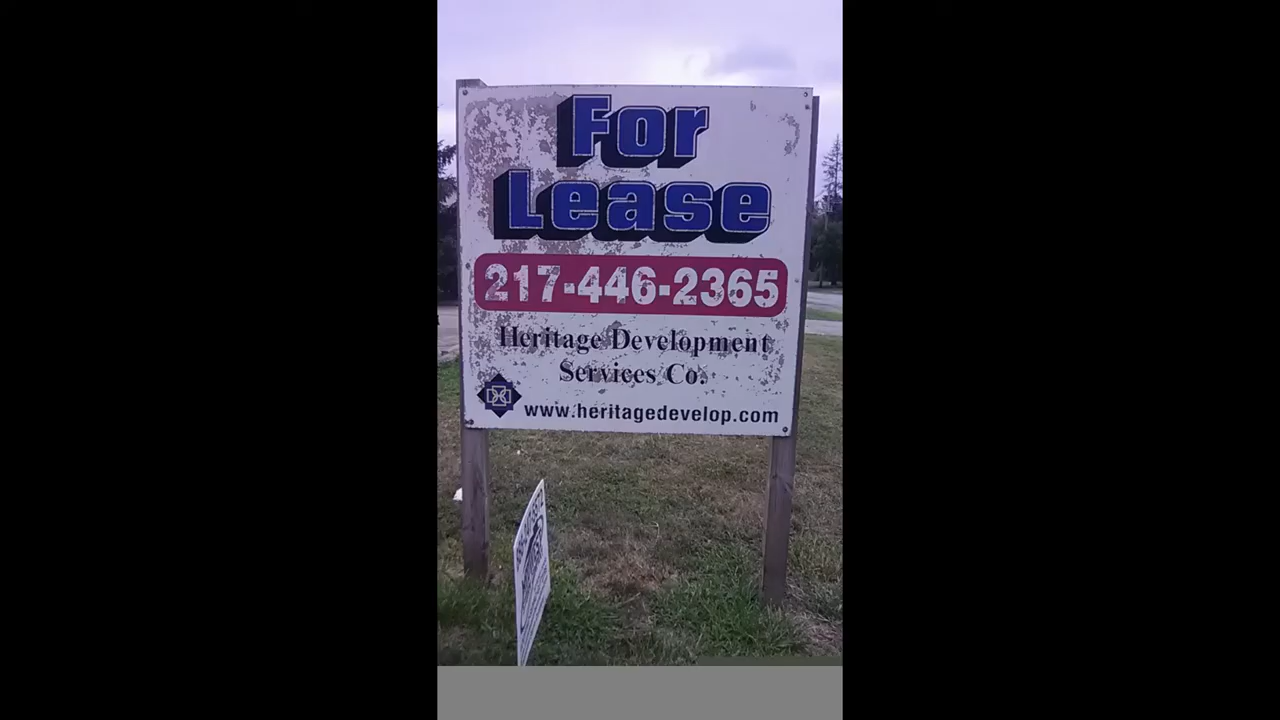 For
Lease
217-446-2365
Heritage Development
Services Co.
www.heritagedevelop.com